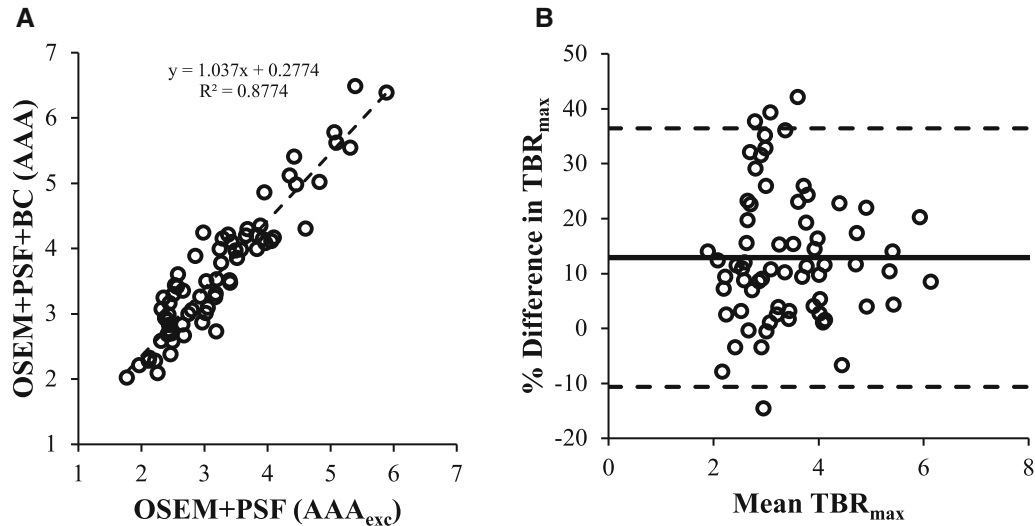 A
OSEM+PSF+BC (AAA)
7
6
5
4
3
2
1
y = 1.037x + 0.2774
R² = 0.8774
1 2 3 4 5 6 7
OSEM+PSF (AAAexc)
B
% Difference in TBRmax
50
40
30
20
10
0
-10
-20
0 2 4 6 8
Mean TBRmax